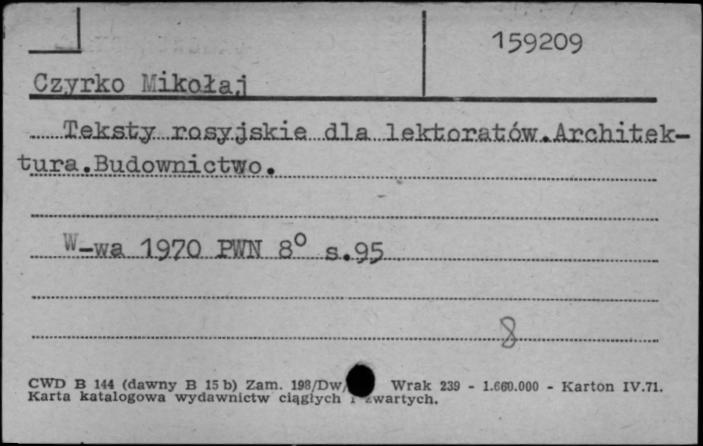 159209
Czyrko Mikołaj
Teksty rosyjskie dla lektoratów.Architek-
tura.Budownictwo.
W-wa 1970 PWN 8° s.95
8
CWD B 144 (dawny B 15 b) Zam. 198/Dw/ Wrak 239 - 1.660.000 - Karton IV.71.
Karta katalogowa wydawnictw ciągłych i zwartych.